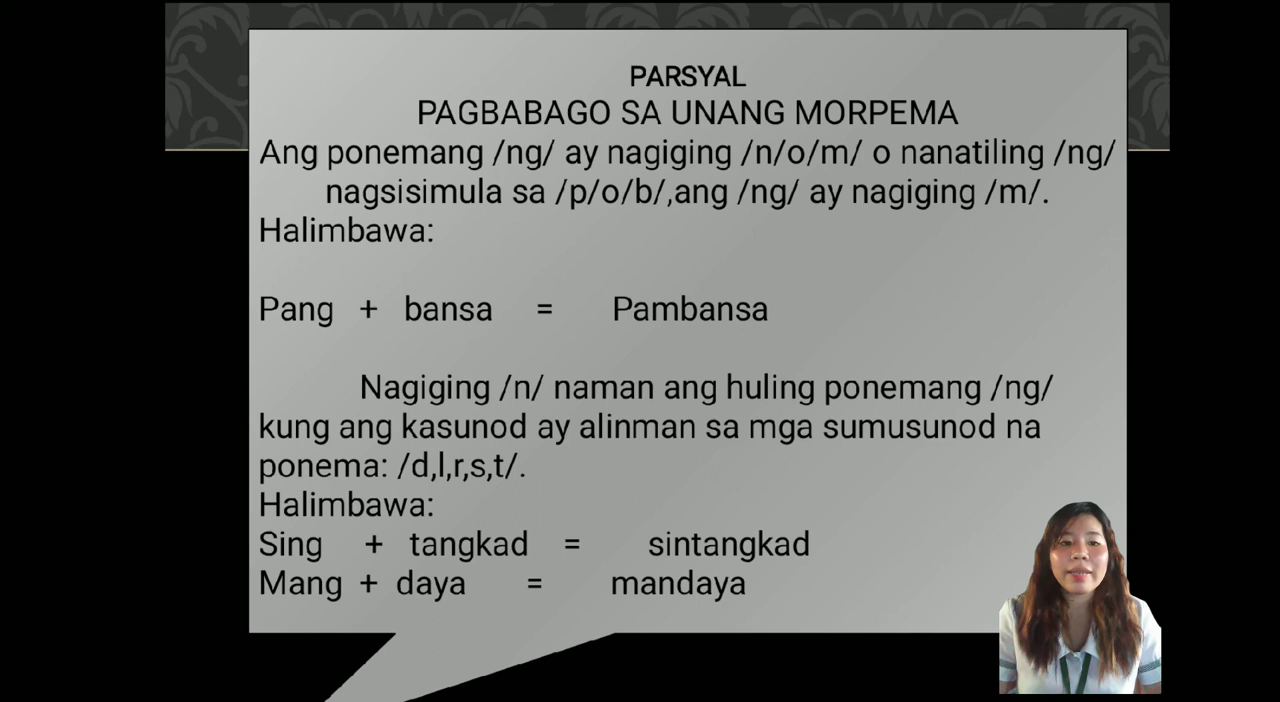 PARSYAL
PAGBABAGO SA UNANG MORPEMA
Ang ponemang /ng/ ay nagiging /n/o/m/ o nanatiling /ng/
nagsisimula sa /p/o/b/,ang /ng/ ay nagiging /m/.
Halimbawa:
Pang + bansa = Pambansa
Nagiging /n/ naman ang huling ponemang /ng/
kung ang kasunod ay alinman sa mga sumusunod na
ponema: /d,l,r,s,t/.
Halimbawa:
Sing + tangkad = sintangkad
Mang + daya = mandaya